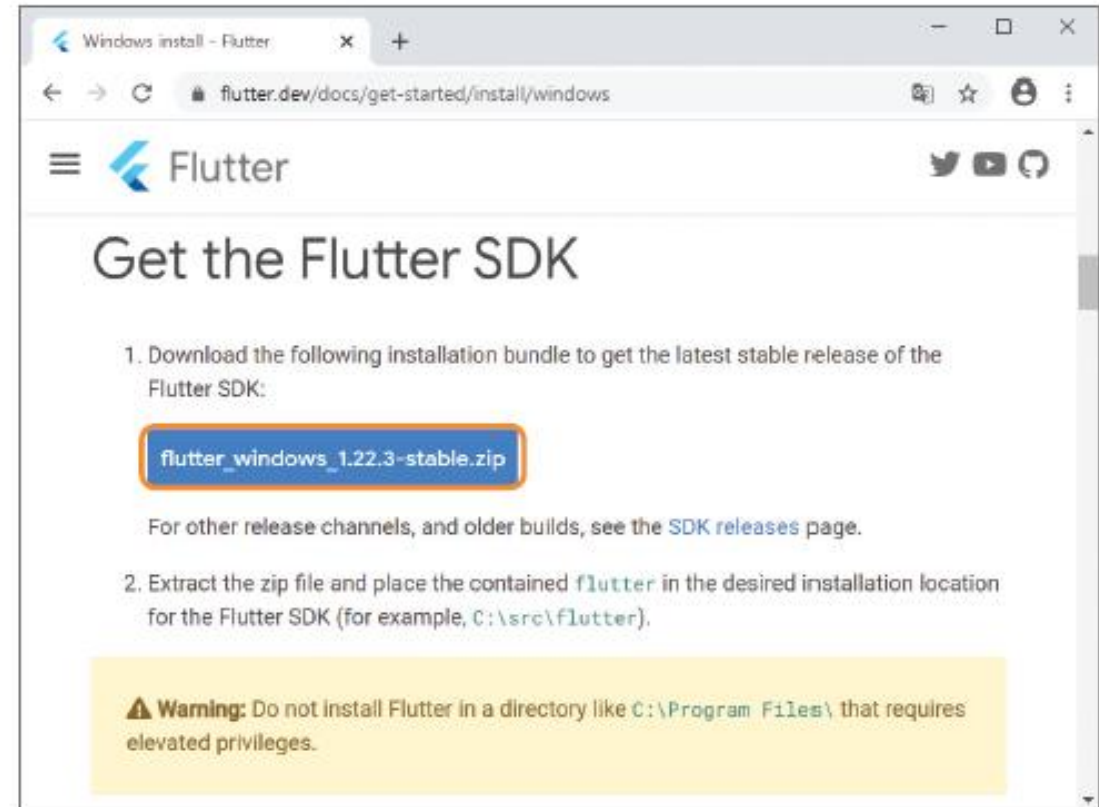 Windows install - Flutter
flutter.dev/docs/get-started/install/windows
Flutter
Get the Flutter SDK
1. Download the following installation bundle to get the latest stable release of the
Flutter SDK:
flutter_windows_1.22.3-stable.zip
For other release channels, and older builds, see the SDK releases page.
2. Extract the zip file and place the contained flutter in the desired installation location
for the Flutter SDK (for example, C:\src\flutter).
Warning: Do not install Flutter in a directory like C:\Program Files\ that requires
elevated privileges.